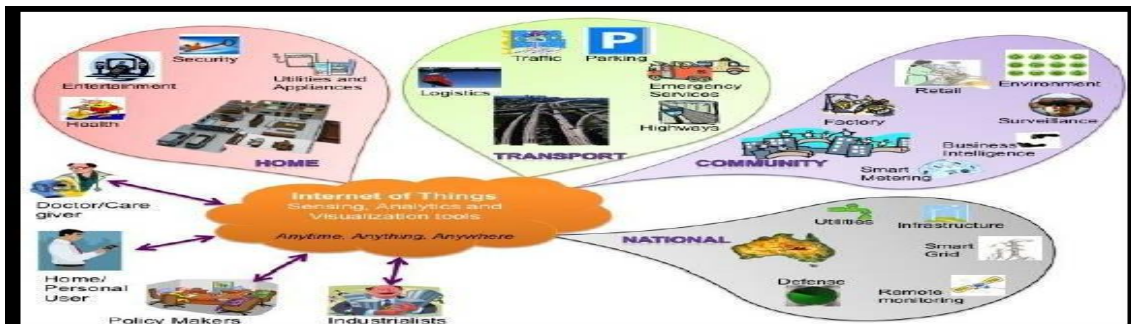 Security
Entertainment
Utilities and
Appliances
Health
HOME
Traffic
Parking
P
Logistics
Emergency
Services
Highways
TRANSPORT
Retail
Environment
Factory
Surveillance
Business
Intelligence
COMMUNITY
Smart
Metering
Internet of Things
Sensing, Analytics and
Visualization tools
Anytime, Anything, Anywhere
NATIONAL
Utilities
Infrastructure
Smart
Grid
Defense
Remote
monitoring
Doctor/Care
giver
Home/
Personal
User
Policy Makers
Industrialists